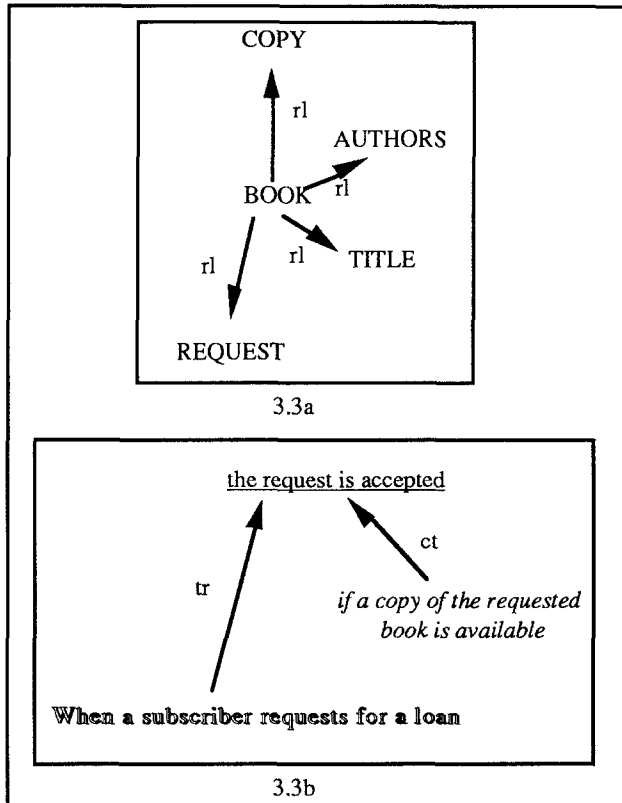 COPY
rl
AUTHORS
rl
BOOK
rl
TITLE
rl
REQUEST
3.3a
the request is accepted
ct
tr
if a copy of the requested
book is available
When a subscriber requests for a loan
3.3b